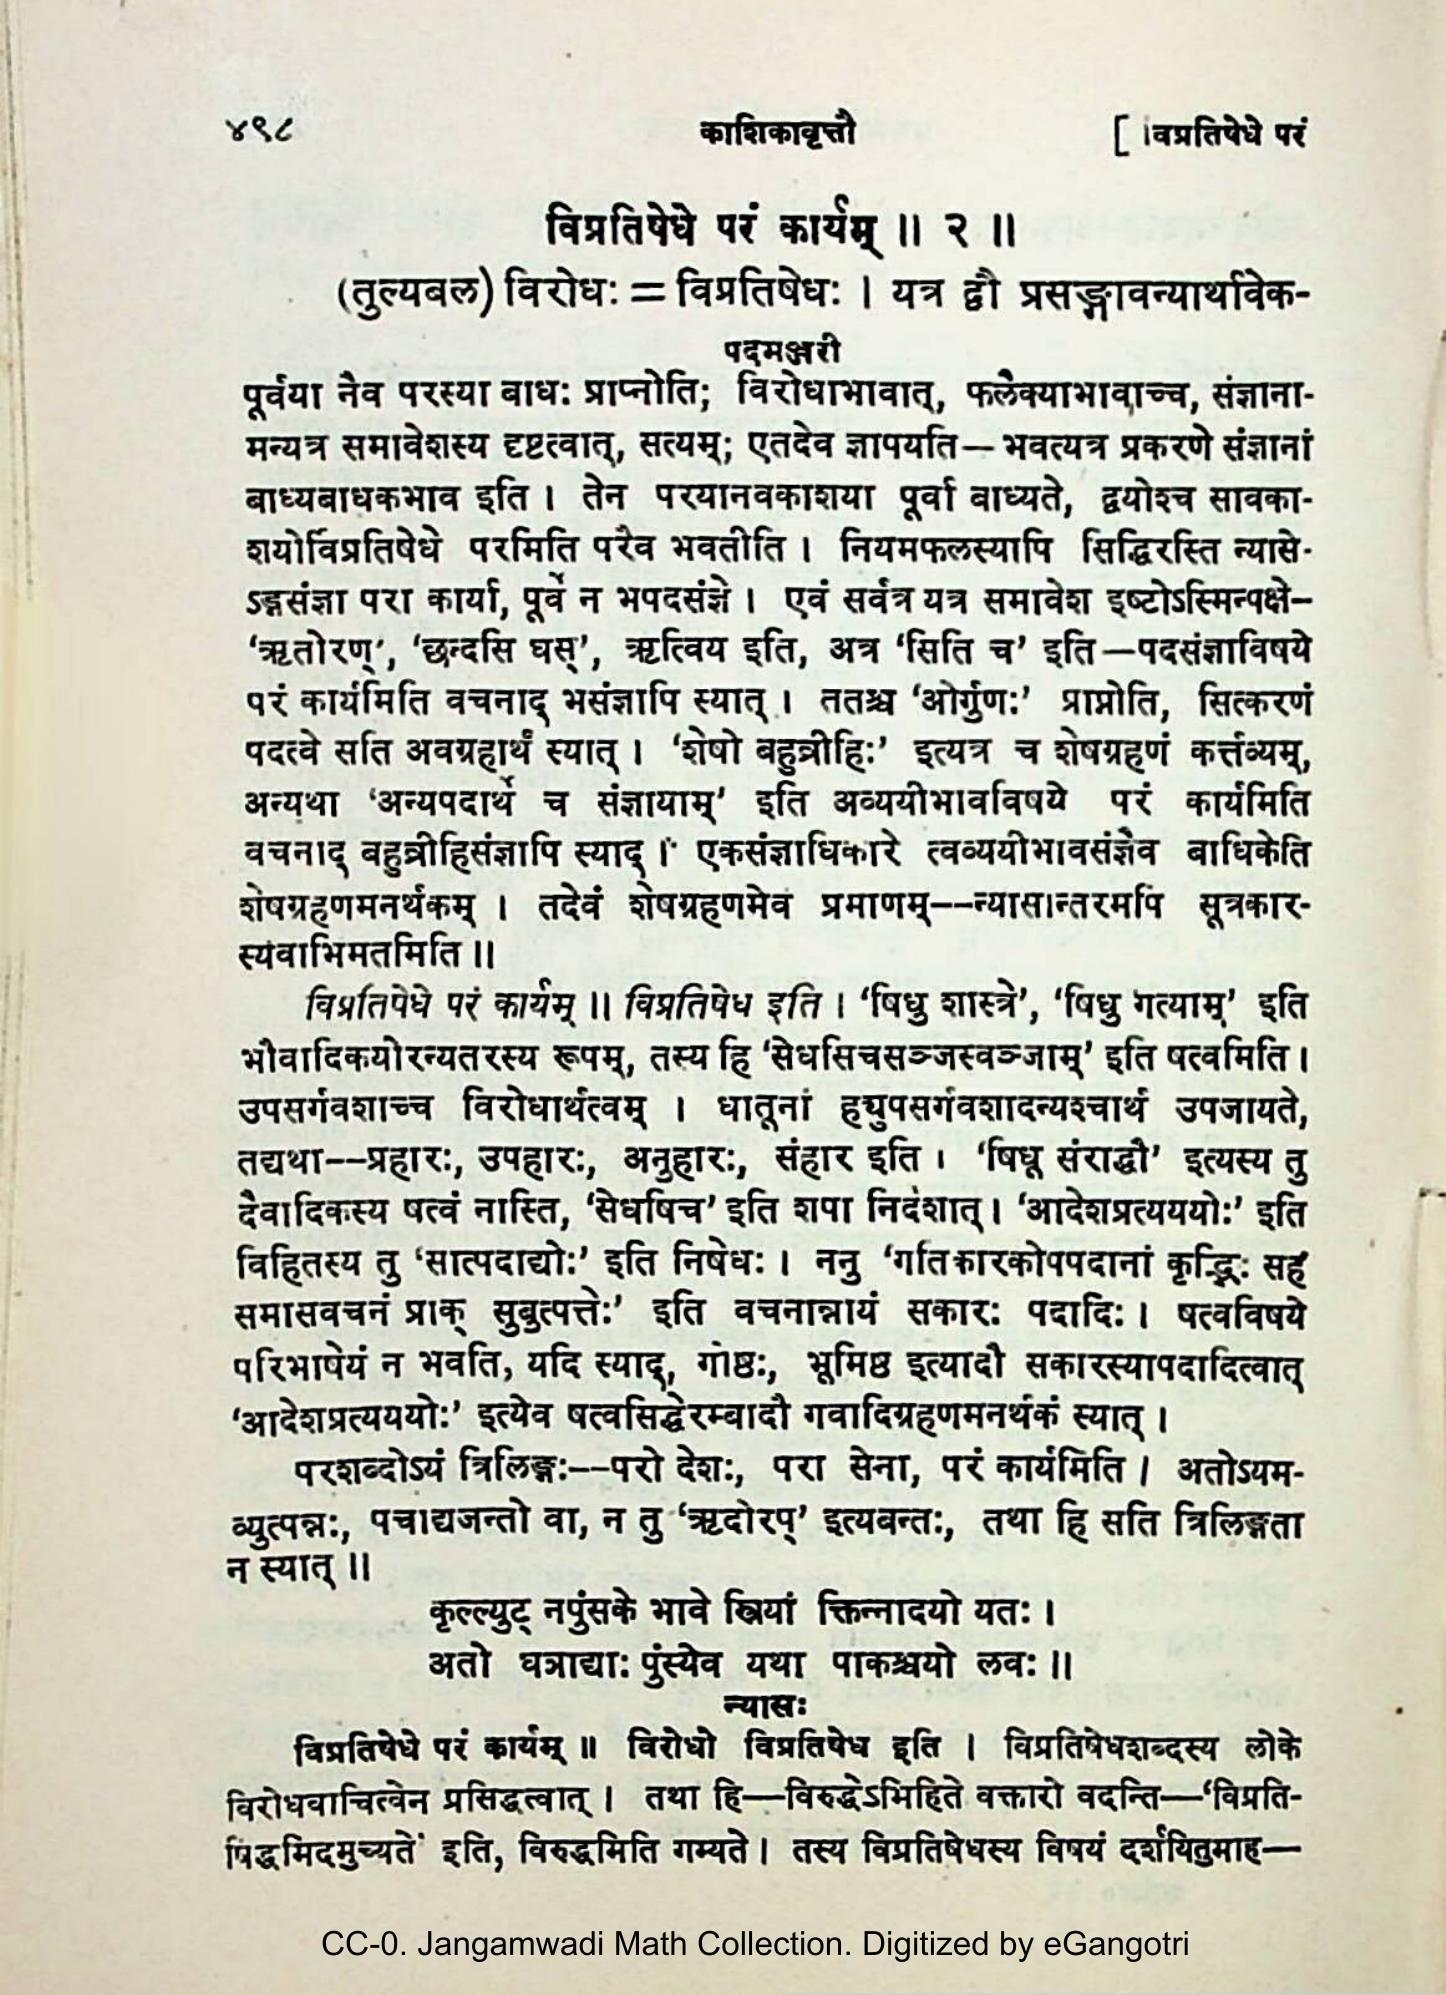 ४९८ काशिकावृत्तौ [ विप्रतिषेधे परं
विप्रतिषेधे परं कार्यम् ॥ २ ॥
(तुल्यबल) विरोधः = विप्रतिषेधः । यत्र द्वौ प्रसङ्गावन्यार्थावेक-
पदमञ्जरी
पूर्वया नैव परस्या बाधः प्राप्नोति; विरोधाभावात्, फलैक्याभावाच्च, संज्ञाना-
मन्यत्र समावेशस्य दृष्टत्वात्, सत्यम्; एतदेव ज्ञापयति—भवत्यत्र प्रकरणे संज्ञानां
बाध्यबाधकभाव इति । तेन परयानवकाशया पूर्वा बाध्यते, द्वयोश्च सावका-
शयोर्विप्रतिषेधे परमिति परैव भवतीति । नियमफलस्यापि सिद्धिरस्ति न्यासे-
ऽङ्गसंज्ञा परा कार्या, पूर्वे न भपदसंज्ञे । एवं सर्वत्र यत्र समावेश इष्टोऽस्मिन्पक्षे—
‘ऋतोरण्’, ‘छन्दसि घस्’, ऋत्विय इति, अत्र ‘सिति च’ इति—पदसंज्ञाविषये
परं कार्यमिति वचनाद् भसंज्ञापि स्यात् । ततश्च ‘ओर्गुणः’ प्राप्नोति, सित्करणं
पदत्वे सति अवग्रहार्थं स्यात् । ‘शेषो बहुव्रीहिः’ इत्यत्र च शेषग्रहणं कर्त्तव्यम्,
अन्यथा ‘अन्यपदार्थे च संज्ञायाम्’ इति अव्ययीभावविषये परं कार्यमिति
वचनाद् बहुव्रीहिसंज्ञापि स्याद् । एकसंज्ञाधिकारे त्वव्ययीभावसंज्ञैव बाधिकेति
शेषग्रहणमनर्थकम् । तदेवं शेषग्रहणमेव प्रमाणम्--न्यासान्तरमपि सूत्रकार-
स्यैवाभिमतमिति ॥
विप्रतिषेधे परं कार्यम् ॥ विप्रतिषेध इति । ‘षिधु शास्त्रे’, ‘षिधु गत्याम्’ इति
भौवादिकयोरन्यतरस्य रूपम्, तस्य हि ‘सेधसिचसञ्जस्वञ्जाम्’ इति षत्वमिति ।
उपसर्गवशाच्च विरोधार्थत्वम् । धातूनां ह्युपसर्गवशादन्यश्चार्थ उपजायते,
तद्यथा--प्रहारः, उपहारः, अनुहारः, संहार इति । ‘षिधू संराद्धौ’ इत्यस्य तु
दैवादिकस्य षत्वं नास्ति, ‘सेधषिच’ इति शपा निर्देशात् । ‘आदेशप्रत्यययोः’ इति
विहितस्य तु ‘सात्पदाद्योः’ इति निषेधः । ननु ‘गतिकारकोपपदानां कृद्भिः सह
समासवचनं प्राक् सुबुत्पत्तेः’ इति वचनान्नायं सकारः पदादिः । षत्वविषये
परिभाषेयं न भवति, यदि स्याद्, गोष्ठः, भूमिष्ठ इत्यादौ सकारस्यापदादित्वात्
‘आदेशप्रत्यययोः’ इत्येव षत्वसिद्धेरम्बादौ गवादिग्रहणमनर्थकं स्यात् ।
परशब्दोऽयं त्रिलिङ्गः--परो देशः, परा सेना, परं कार्यमिति । अतोऽयम-
व्युत्पन्नः, पचाद्यजन्तो वा, न तु ‘ऋदोरप्’ इत्यबन्तः, तथा हि सति त्रिलिङ्गता
न स्यात् ॥
कृल्ल्युट् नपुंसके भावे स्त्रियां क्तिन्नादयो यतः ।
अतो घञाद्याः पुंस्येव यथा पाकश्चयो लवः ॥
न्यासः
विप्रतिषेधे परं कार्यम् ॥ विरोधो विप्रतिषेध इति । विप्रतिषेधशब्दस्य लोके
विरोधवाचित्वेन प्रसिद्धत्वात् । तथा हि—विरुद्धेऽभिहिते वक्तारो वदन्ति—‘विप्रति-
षिद्धमिदमुच्यते’ इति, विरुद्धमिति गम्यते । तस्य विप्रतिषेधस्य विषयं दर्शयितुमाह—
CC-0. Jangamwadi Math Collection. Digitized by eGangotri